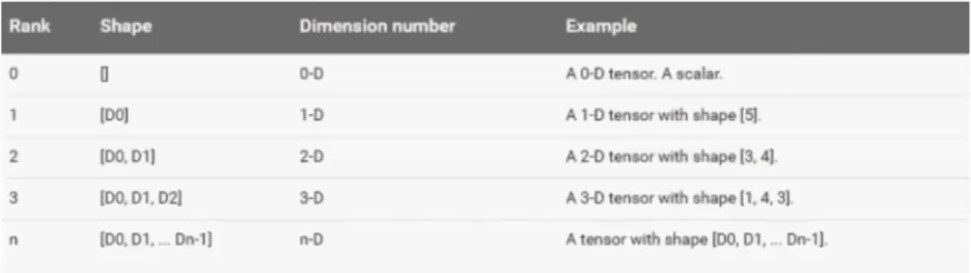 Rank Shape Dimension number Example
0 [] 0-D A 0-D tensor. A scalar.
1 [D0] 1-D A 1-D tensor with shape [5].
2 [D0, D1] 2-D A 2-D tensor with shape [3, 4].
3 [D0, D1, D2] 3-D A 3-D tensor with shape [1, 4, 3].
n [D0, D1, ... Dn-1] n-D A tensor with shape [D0, D1, ... Dn-1].